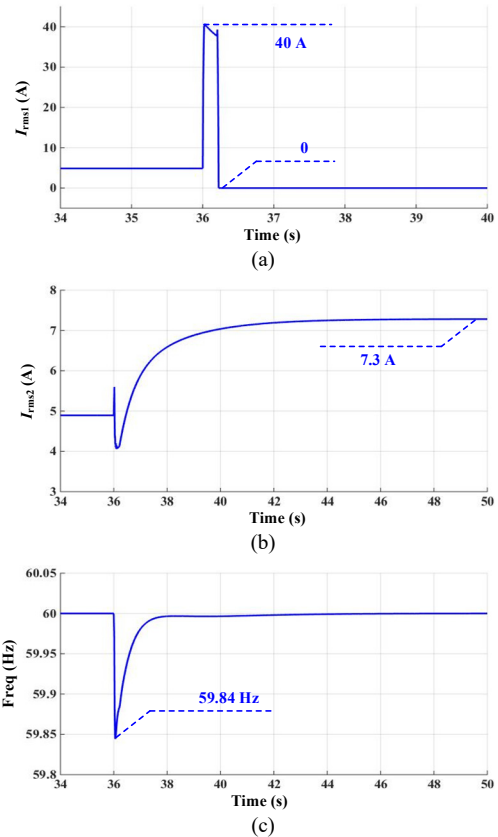 40
30
20
10
0
I_rms1 (A)
40 A
0
34 35 36 37 38 39 40
Time (s)
(a)
8
7
6
5
4
3
I_rms2 (A)
7.3 A
34 36 38 40 42 44 46 48 50
Time (s)
(b)
60.05
60
59.95
59.9
59.85
59.8
Freq (Hz)
59.84 Hz
34 36 38 40 42 44 46 48 50
Time (s)
(c)